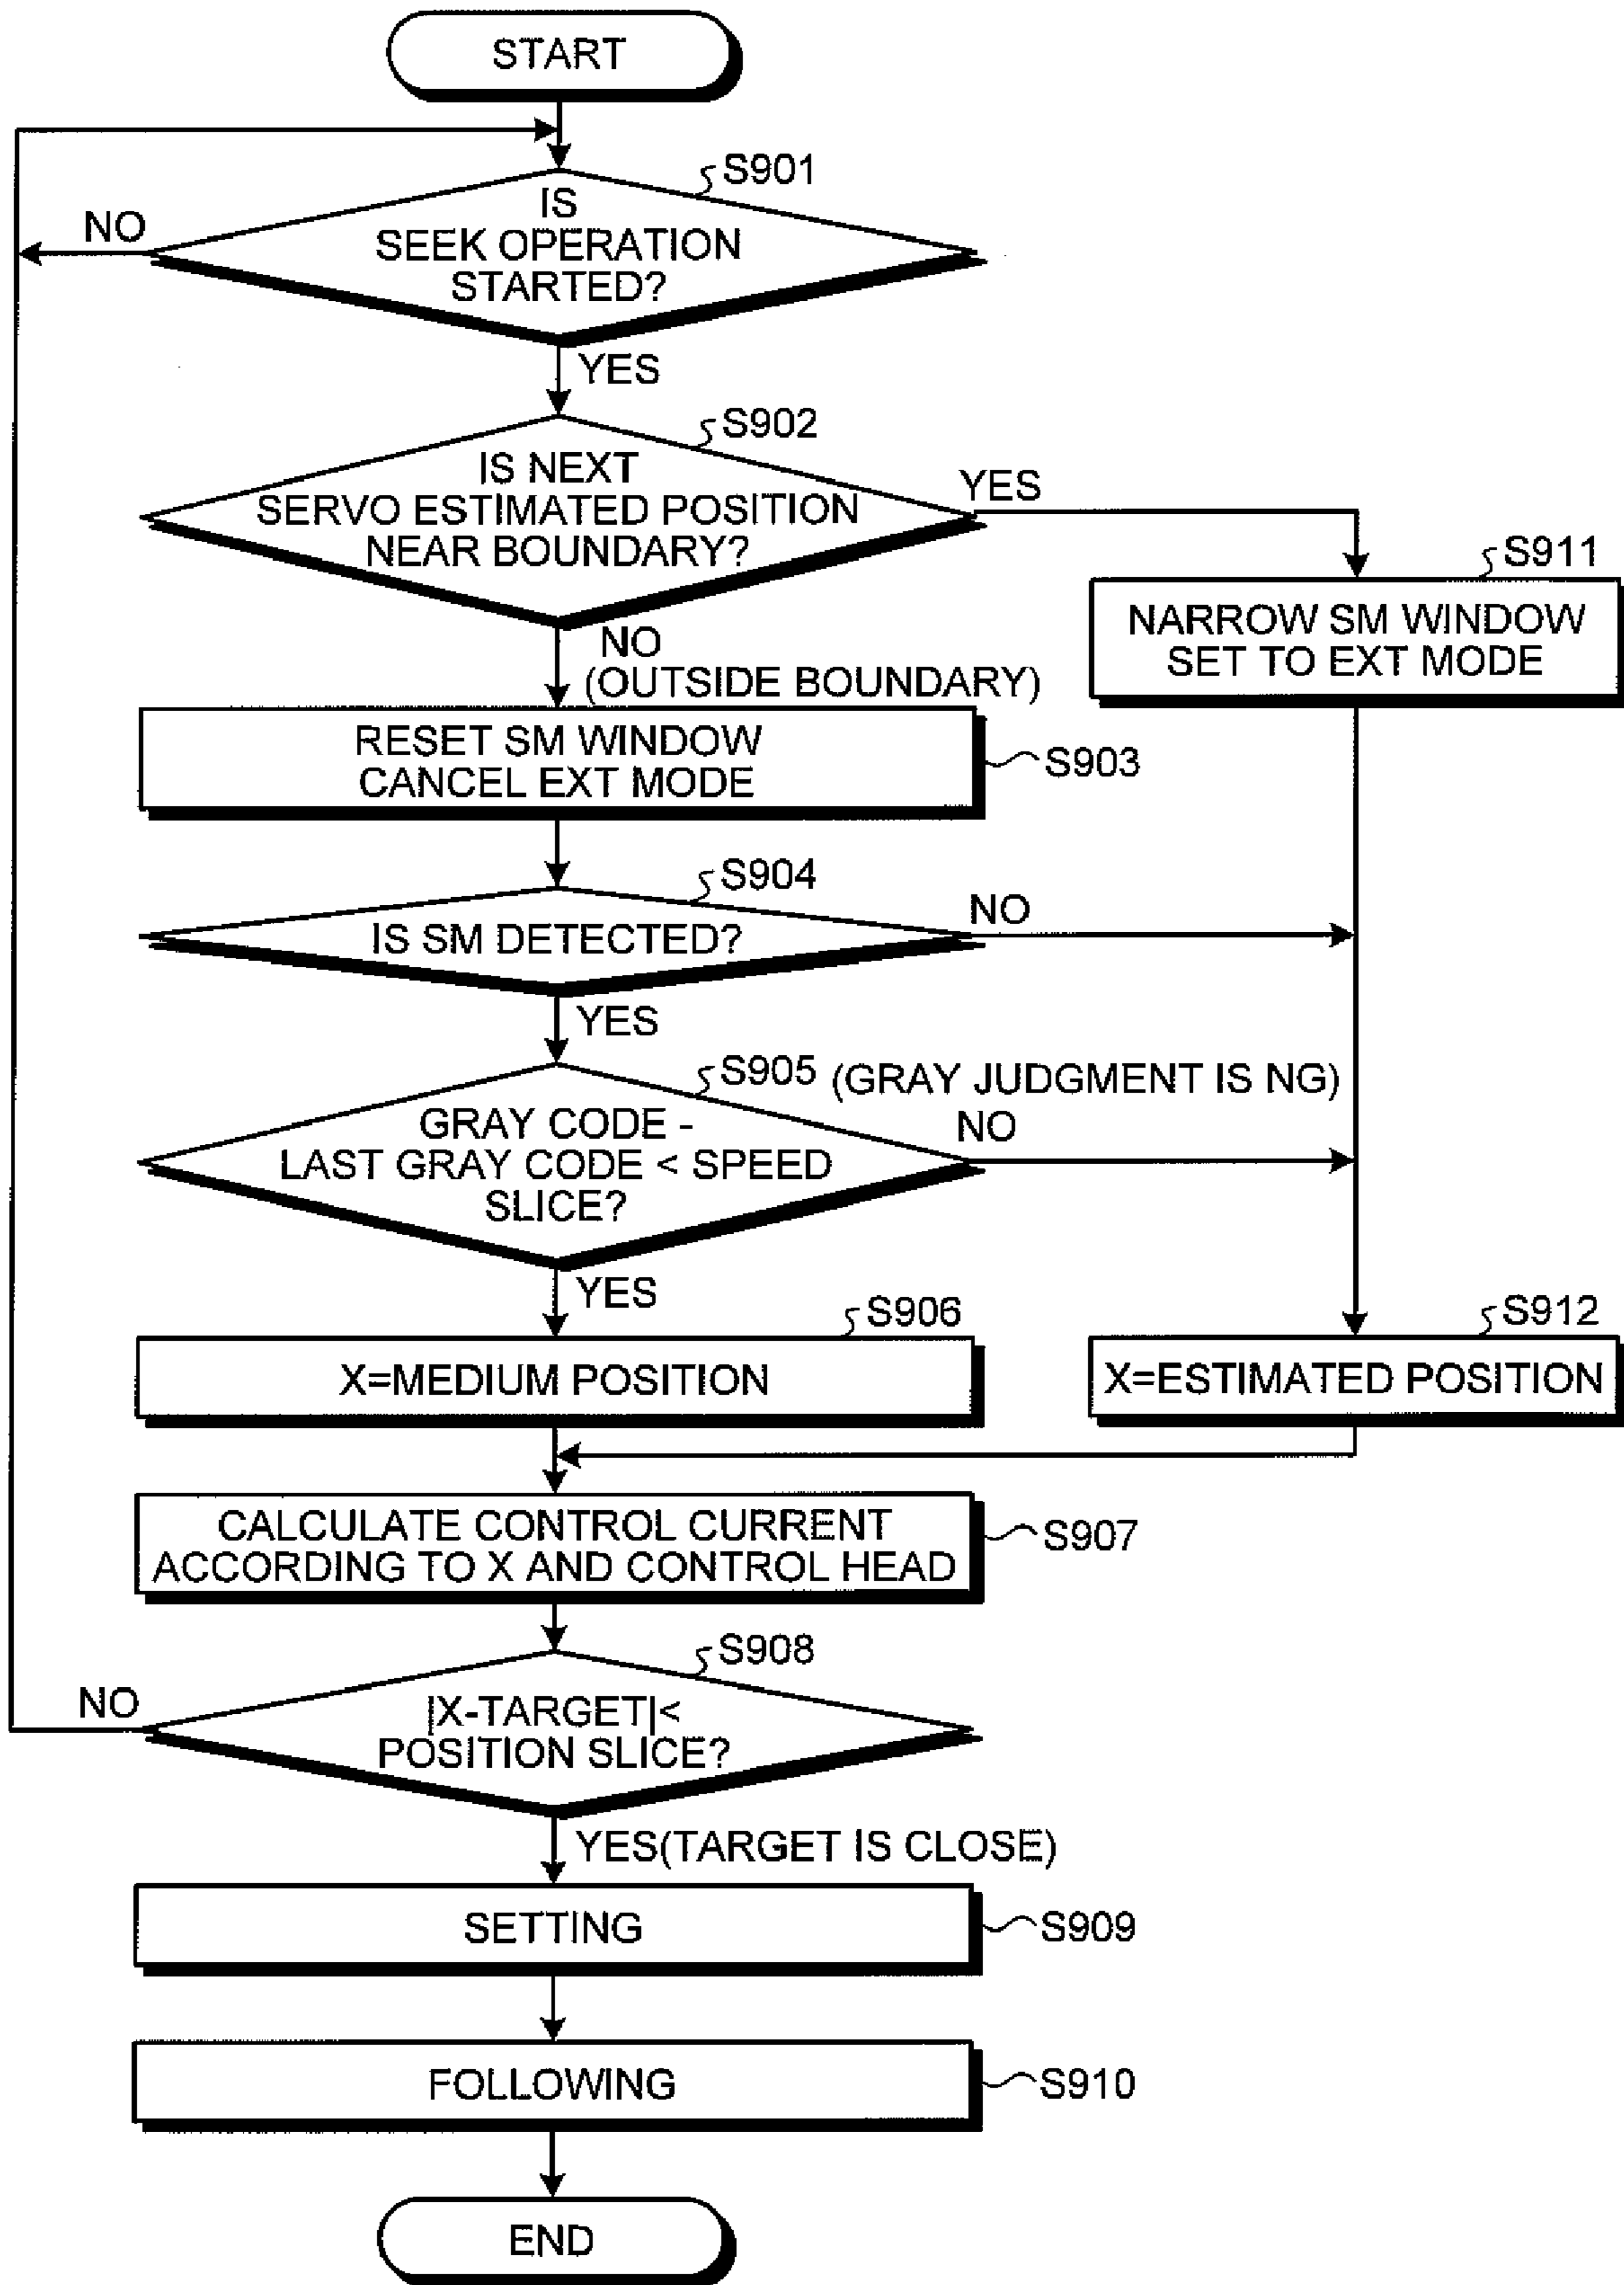 START
S901
IS
SEEK OPERATION
STARTED?
NO
YES
S902
IS NEXT
SERVO ESTIMATED POSITION
NEAR BOUNDARY?
YES
S911
NARROW SM WINDOW
SET TO EXT MODE
NO
(OUTSIDE BOUNDARY)
RESET SM WINDOW
CANCEL EXT MODE
S903
S904
IS SM DETECTED?
NO
YES
S905
(GRAY JUDGMENT IS NG)
GRAY CODE -
LAST GRAY CODE < SPEED
SLICE?
NO
YES
S906
X=MEDIUM POSITION
S912
X=ESTIMATED POSITION
CALCULATE CONTROL CURRENT
ACCORDING TO X AND CONTROL HEAD
S907
S908
|X-TARGET|<
POSITION SLICE?
NO
YES(TARGET IS CLOSE)
SETTING
S909
FOLLOWING
S910
END